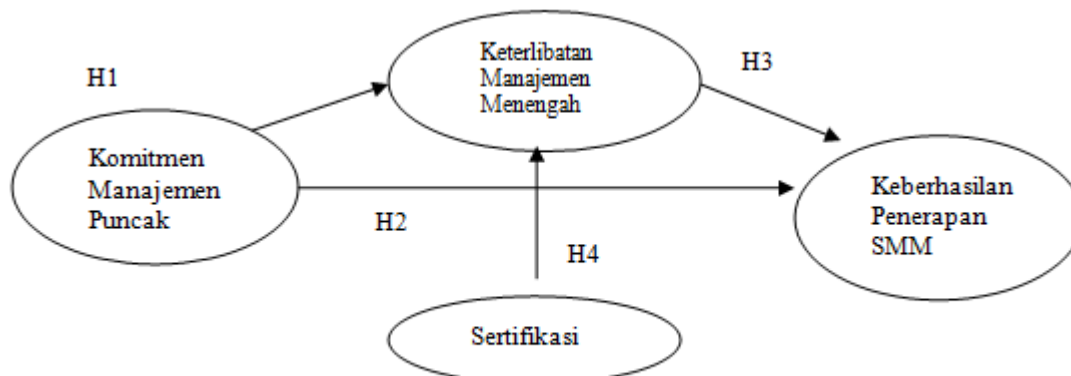 H1
Keterlibatan
Manajemen
Menengah
H3
Komitmen
Manajemen
Puncak
H2
Keberhasilan
Penerapan
SMM
H4
Sertifikasi